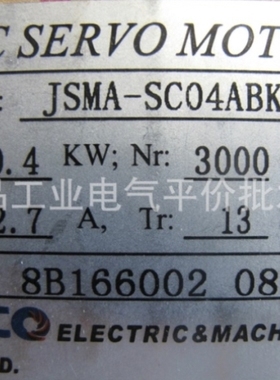 C SERVO MOT
: JSMA-SC04ABK
0.4 KW; Nr: 3000
品工业电气平价批
2.7 A, Tr: 13
8B166002 08
CO ELECTRIC&MACH
D.